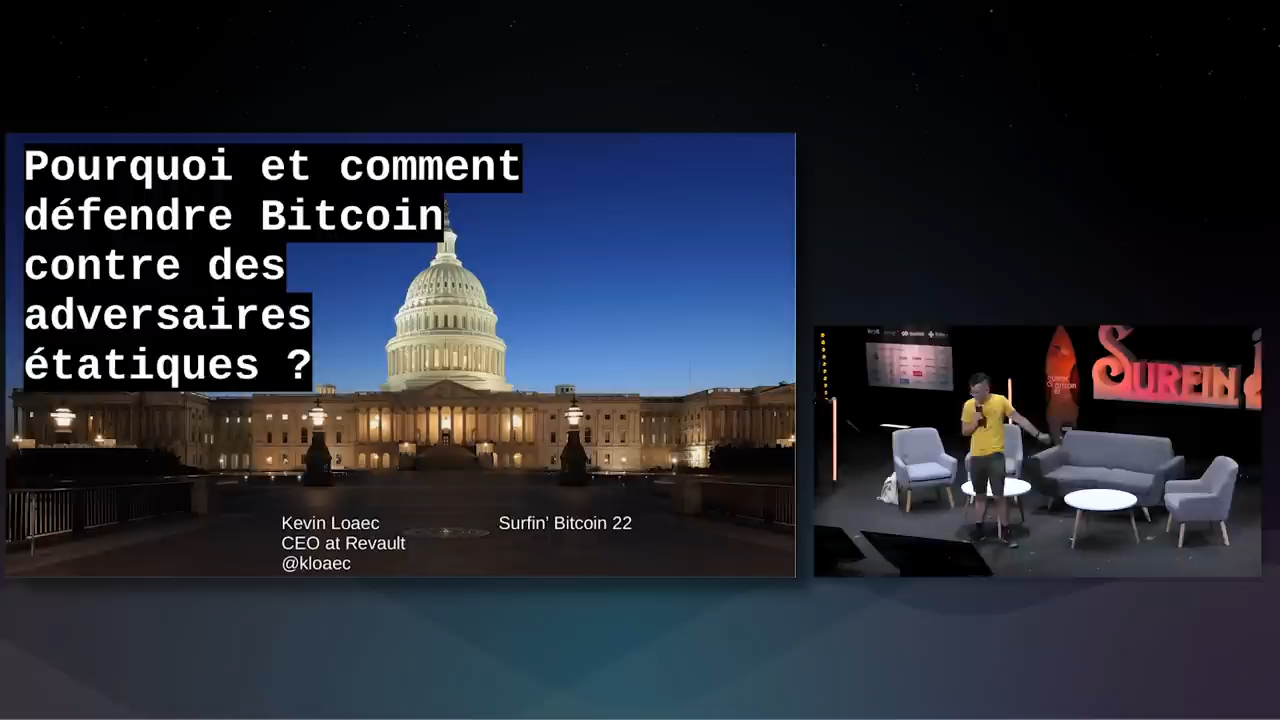 Pourquoi et comment
défendre Bitcoin
contre des
adversaires
étatiques ?
Kevin Loaec
CEO at Revault
@kloaec
Surfin' Bitcoin 22
SURFIN